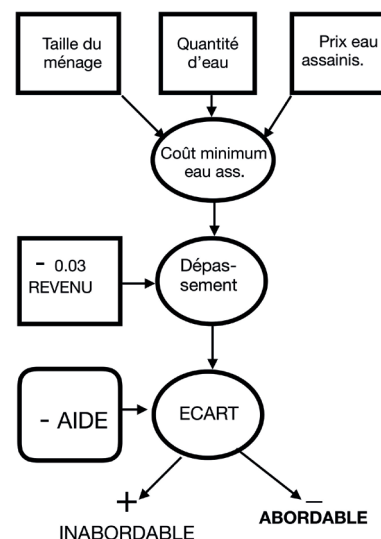 Taille du
ménage
Quantité
d'eau
Prix eau
assainis.
Coût minimum
eau ass.
- 0.03
REVENU
Dépas-
sement
- AIDE
ECART
+
INABORDABLE
−
ABORDABLE